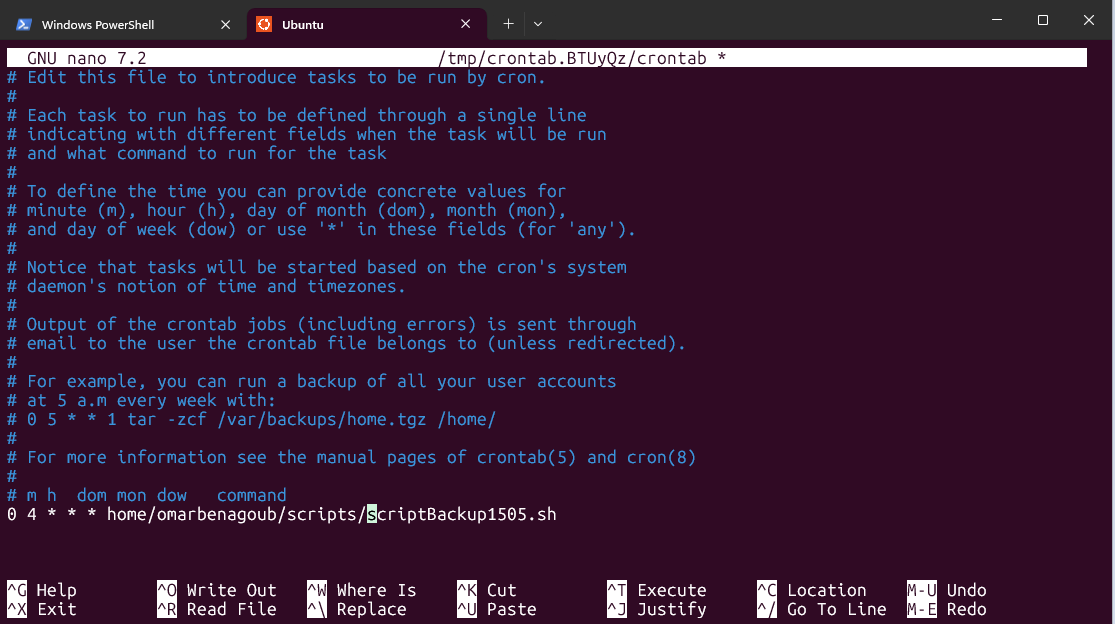 Windows PowerShell
Ubuntu
GNU nano 7.2 /tmp/crontab.BTUyQz/crontab *
# Edit this file to introduce tasks to be run by cron.
#
# Each task to run has to be defined through a single line
# indicating with different fields when the task will be run
# and what command to run for the task
#
# To define the time you can provide concrete values for
# minute (m), hour (h), day of month (dom), month (mon),
# and day of week (dow) or use '*' in these fields (for 'any').
#
# Notice that tasks will be started based on the cron's system
# daemon's notion of time and timezones.
#
# Output of the crontab jobs (including errors) is sent through
# email to the user the crontab file belongs to (unless redirected).
#
# For example, you can run a backup of all your user accounts
# at 5 a.m every week with:
# 0 5 * * 1 tar -zcf /var/backups/home.tgz /home/
#
# For more information see the manual pages of crontab(5) and cron(8)
#
# m h  dom mon dow   command
0 4 * * * home/omarbenagoub/scripts/scriptBackup1505.sh
^G Help ^O Write Out ^W Where Is ^K Cut ^T Execute ^C Location M-U Undo
^X Exit ^R Read File ^\ Replace ^U Paste ^J Justify ^/ Go To Line M-E Redo